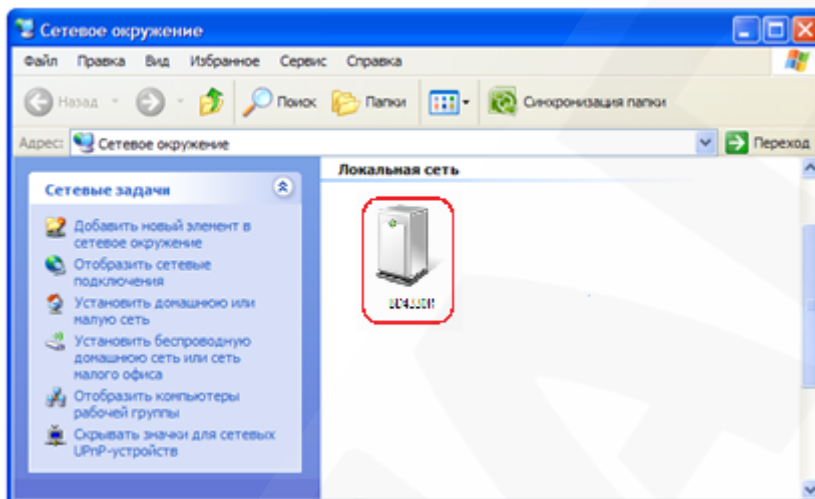 Сетевое окружение
Файл Правка Вид Избранное Сервис Справка
Назад Поиск Папки Синхронизация папки
Адрес: Сетевое окружение Переход
Локальная сеть
Сетевые задачи
Добавить новый элемент в
сетевое окружение
Отобразить сетевые
подключения
Установить домашнюю или
малую сеть
Установить беспроводную
домашнюю сеть или сеть
малого офиса
Отобразить компьютеры
рабочей группы
Скрывать значки для сетевых
UPnP-устройств